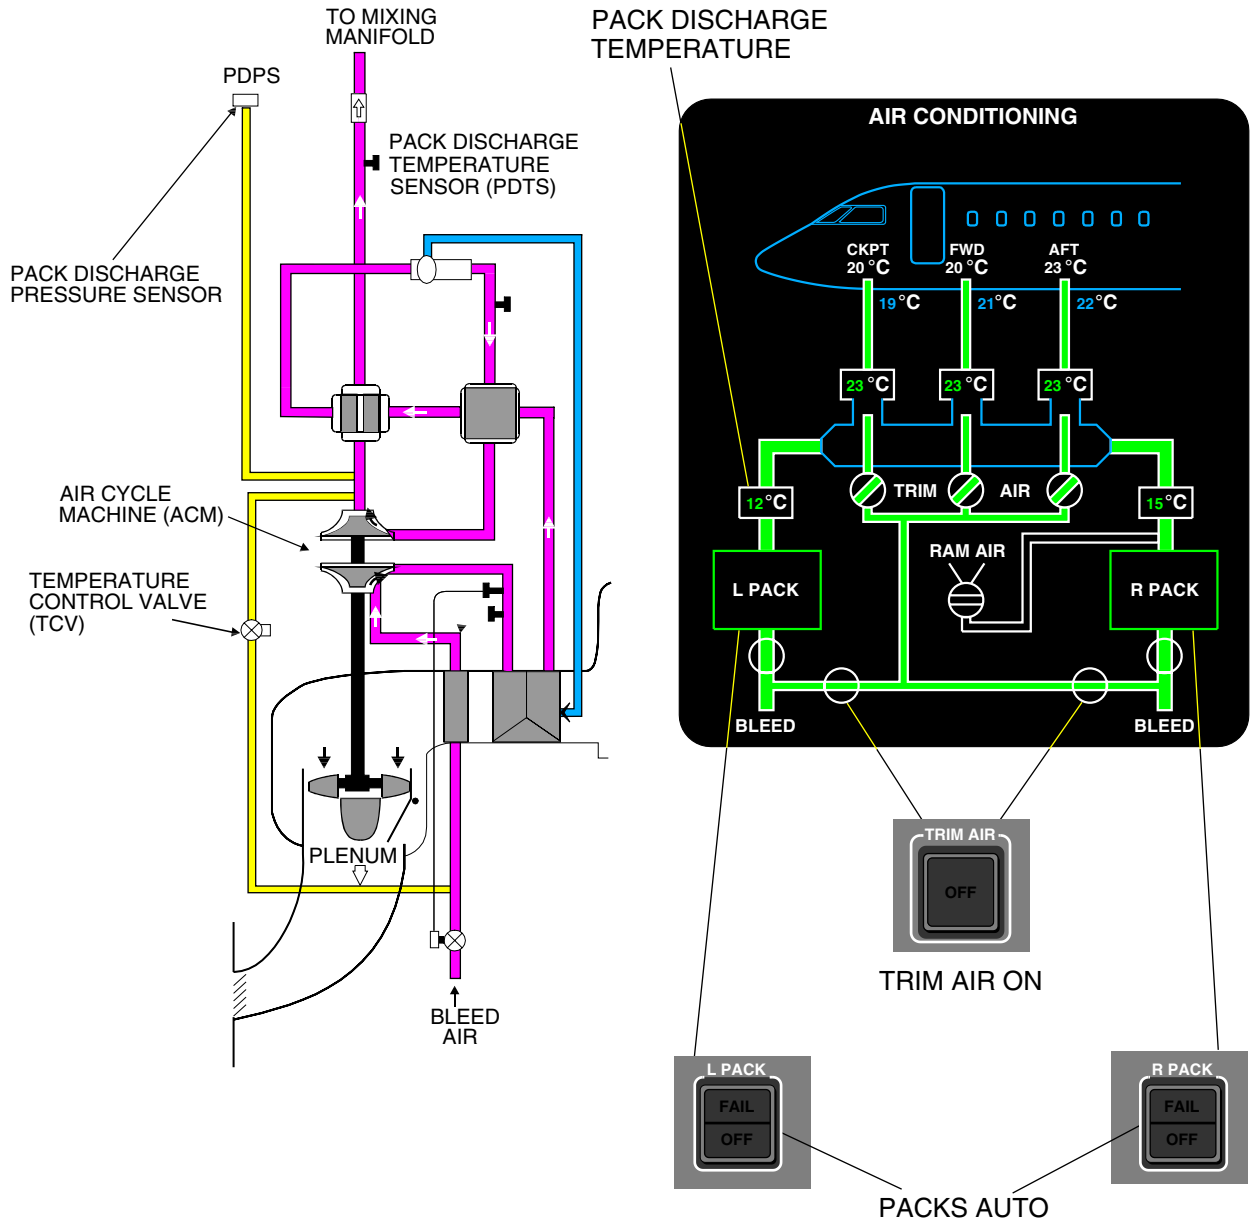 TO MIXING
MANIFOLD
PDPS
PACK DISCHARGE
TEMPERATURE
SENSOR (PDTS)
PACK DISCHARGE
PRESSURE SENSOR
AIR CYCLE
MACHINE (ACM)
TEMPERATURE
CONTROL VALVE
(TCV)
PLENUM
BLEED
AIR
PACK DISCHARGE
TEMPERATURE
AIR CONDITIONING
CKPT FWD AFT
20 °C 20 °C 23 °C
19 °C 21 °C 22 °C
23 °C 23 °C 23 °C
TRIM AIR
12 °C 15 °C
RAM AIR
L PACK R PACK
BLEED BLEED
TRIM AIR
OFF
TRIM AIR ON
L PACK
FAIL
OFF
R PACK
FAIL
OFF
PACKS AUTO